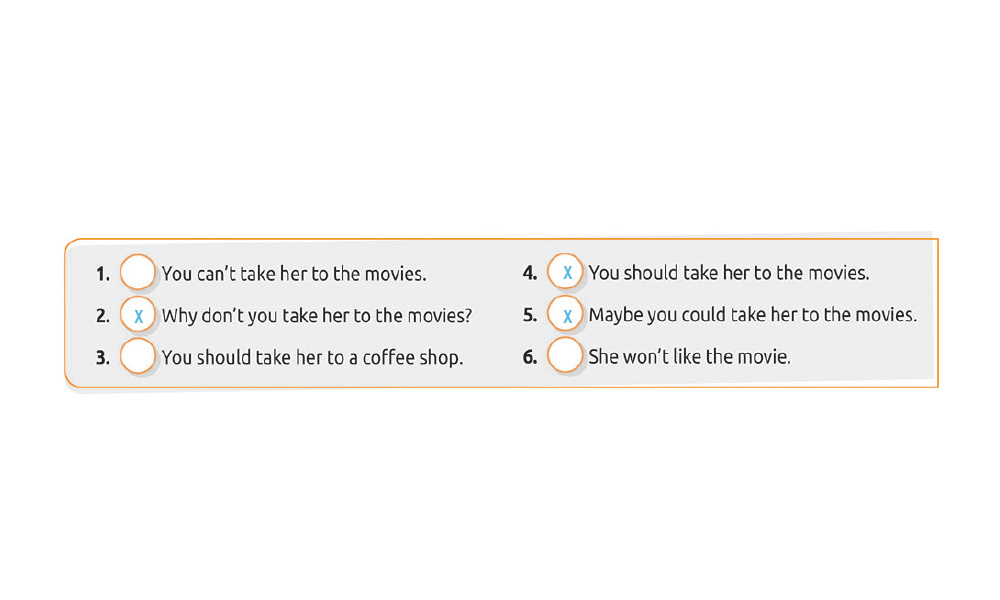 1. You can't take her to the movies.
2. X Why don't you take her to the movies?
3. You should take her to a coffee shop.
4. X You should take her to the movies.
5. X Maybe you could take her to the movies.
6. She won't like the movie.